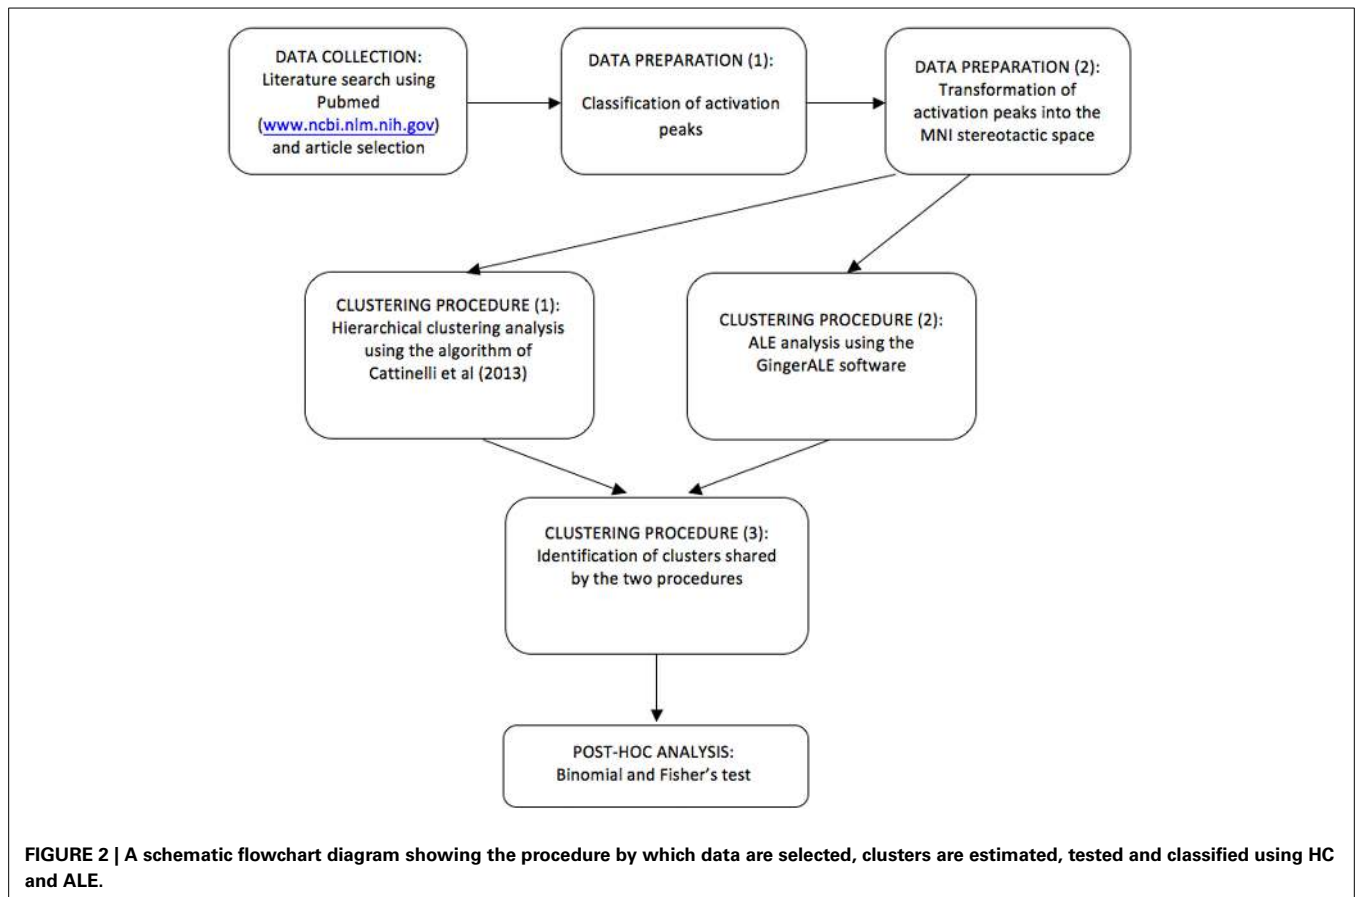 DATA COLLECTION:
Literature search using
Pubmed
(www.ncbi.nlm.nih.gov)
and article selection
DATA PREPARATION (1):
Classification of activation
peaks
DATA PREPARATION (2):
Transformation of
activation peaks into the
MNI stereotactic space
CLUSTERING PROCEDURE (1):
Hierarchical clustering analysis
using the algorithm of
Cattinelli et al (2013)
CLUSTERING PROCEDURE (2):
ALE analysis using the
GingerALE software
CLUSTERING PROCEDURE (3):
Identification of clusters shared
by the two procedures
POST-HOC ANALYSIS:
Binomial and Fisher's test
FIGURE 2 | A schematic flowchart diagram showing the procedure by which data are selected, clusters are estimated, tested and classified using HC
and ALE.